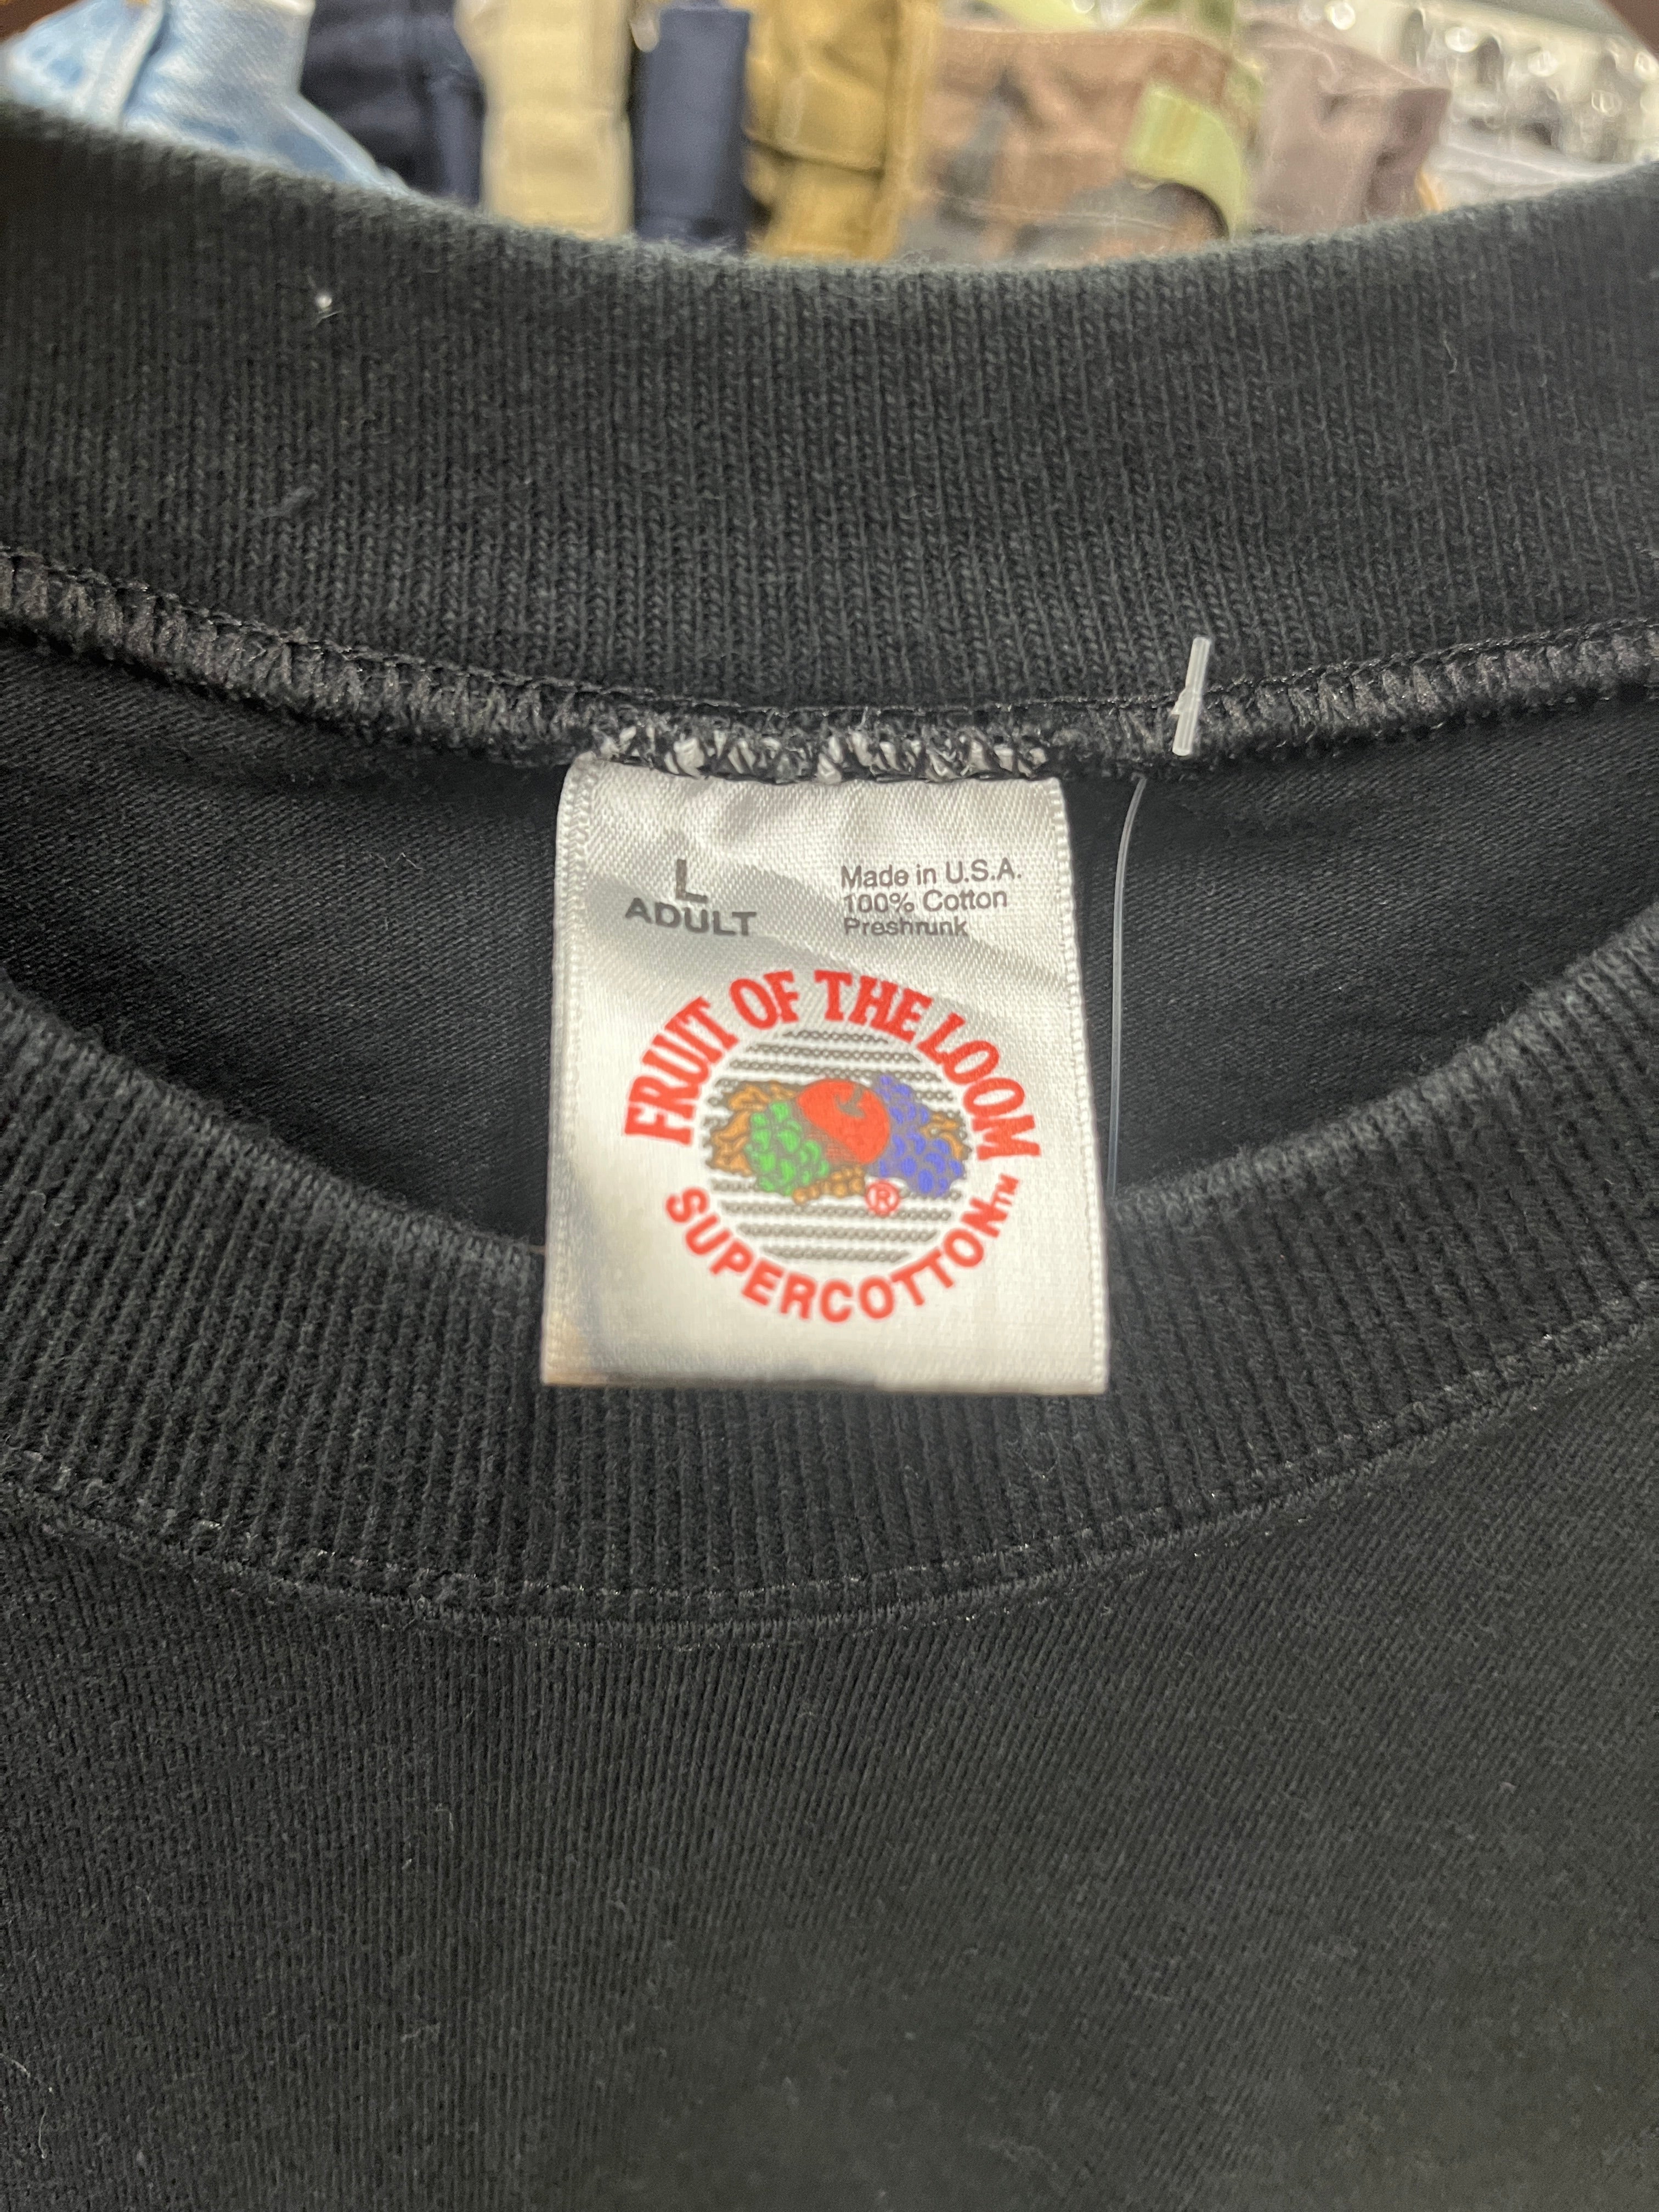 L
ADULT
Made in U.S.A.
100% Cotton
Preshrunk
FRUIT OF THE LOOM
®
SUPERCOTTON™